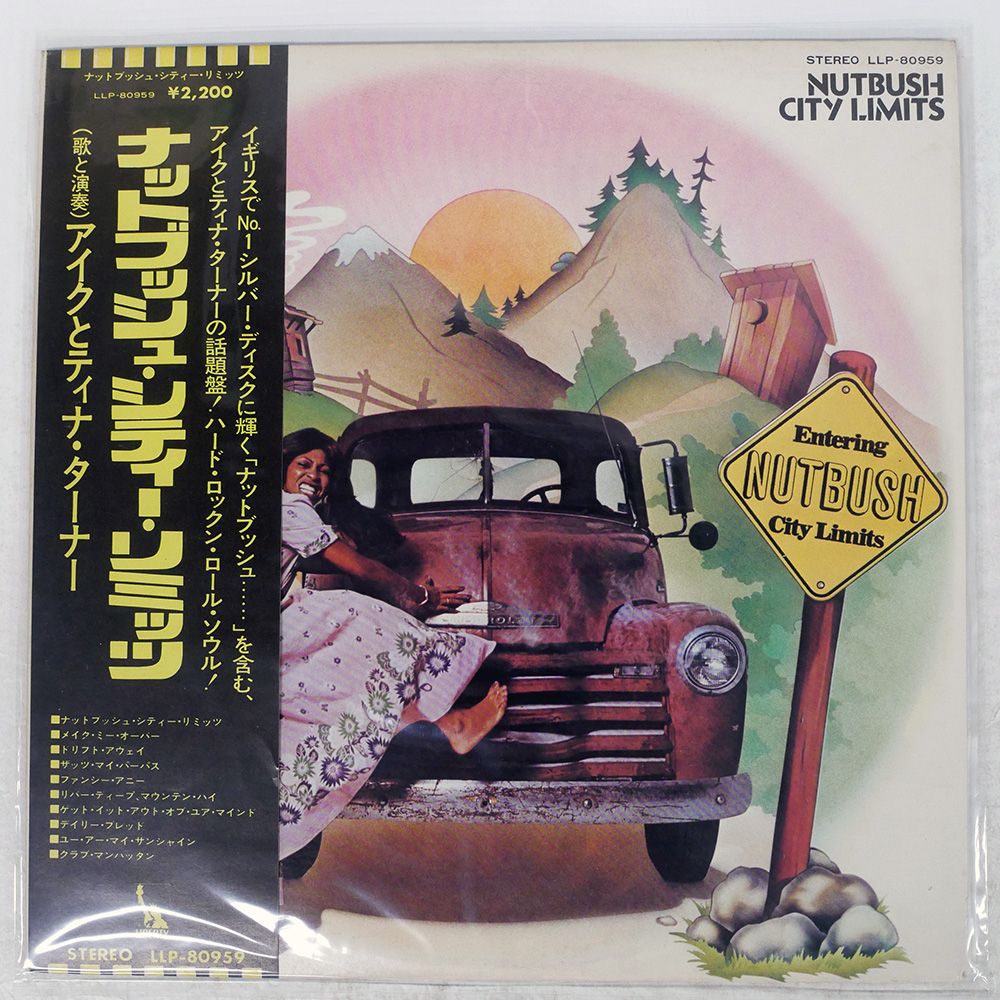 ナットブッシュ・シティー・リミッツ
LLP-80959 ¥2,200
イギリスでNo.1シルバー・ディスクに輝く「ナットブッシュ……」を含む、
アイクとティナ・ターナーの話題盤!ハード・ロックン・ロール・ソウル!
ナットブッシュ・シティー・リミッツ
(歌と演奏)アイクとティナ・ターナー
■ナットブッシュ・シティー・リミッツ
■メイク・ミー・オーバー
■ドリフト・アウェイ
■ザッツ・マイ・パーパス
■ファンシー・アニー
■リバー・ディープ、マウンテン・ハイ
■ゲット・イット・アウト・オブ・ユア・マインド
■デイリー・ブレッド
■ユー・アー・マイ・サンシャイン
■クラブ・マンハッタン
LIBERTY
STEREO LLP-80959
STEREO LLP-80959
NUTBUSH
CITY LIMITS
Entering
NUTBUSH
City Limits